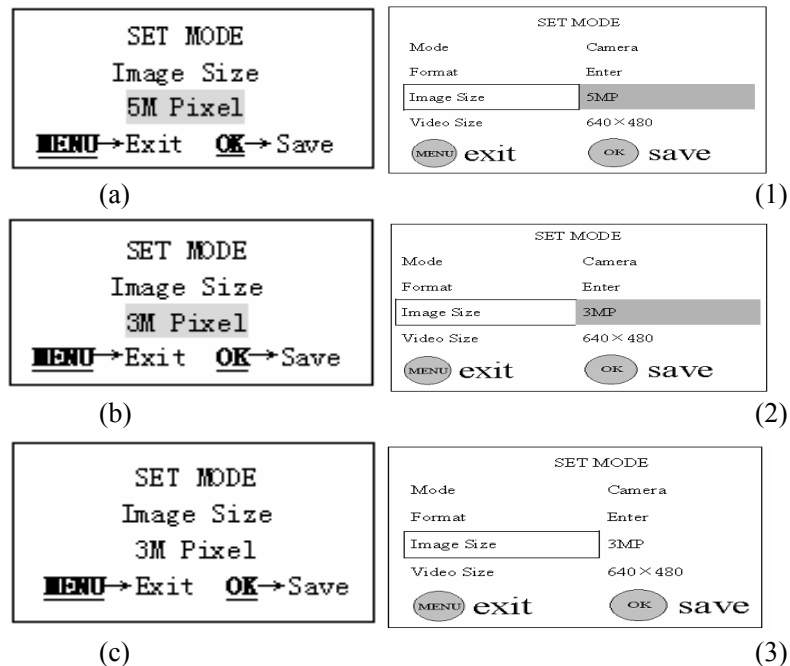 SET MODE
Image Size
5M Pixel
MENU→Exit OK→Save
(a)
SET MODE
Mode Camera
Format Enter
Image Size 5MP
Video Size 640×480
MENU exit OK save
(1)
SET MODE
Image Size
3M Pixel
MENU→Exit OK→Save
(b)
SET MODE
Mode Camera
Format Enter
Image Size 3MP
Video Size 640×480
MENU exit OK save
(2)
SET MODE
Image Size
3M Pixel
MENU→Exit OK→Save
(c)
SET MODE
Mode Camera
Format Enter
Image Size 3MP
Video Size 640×480
MENU exit OK save
(3)